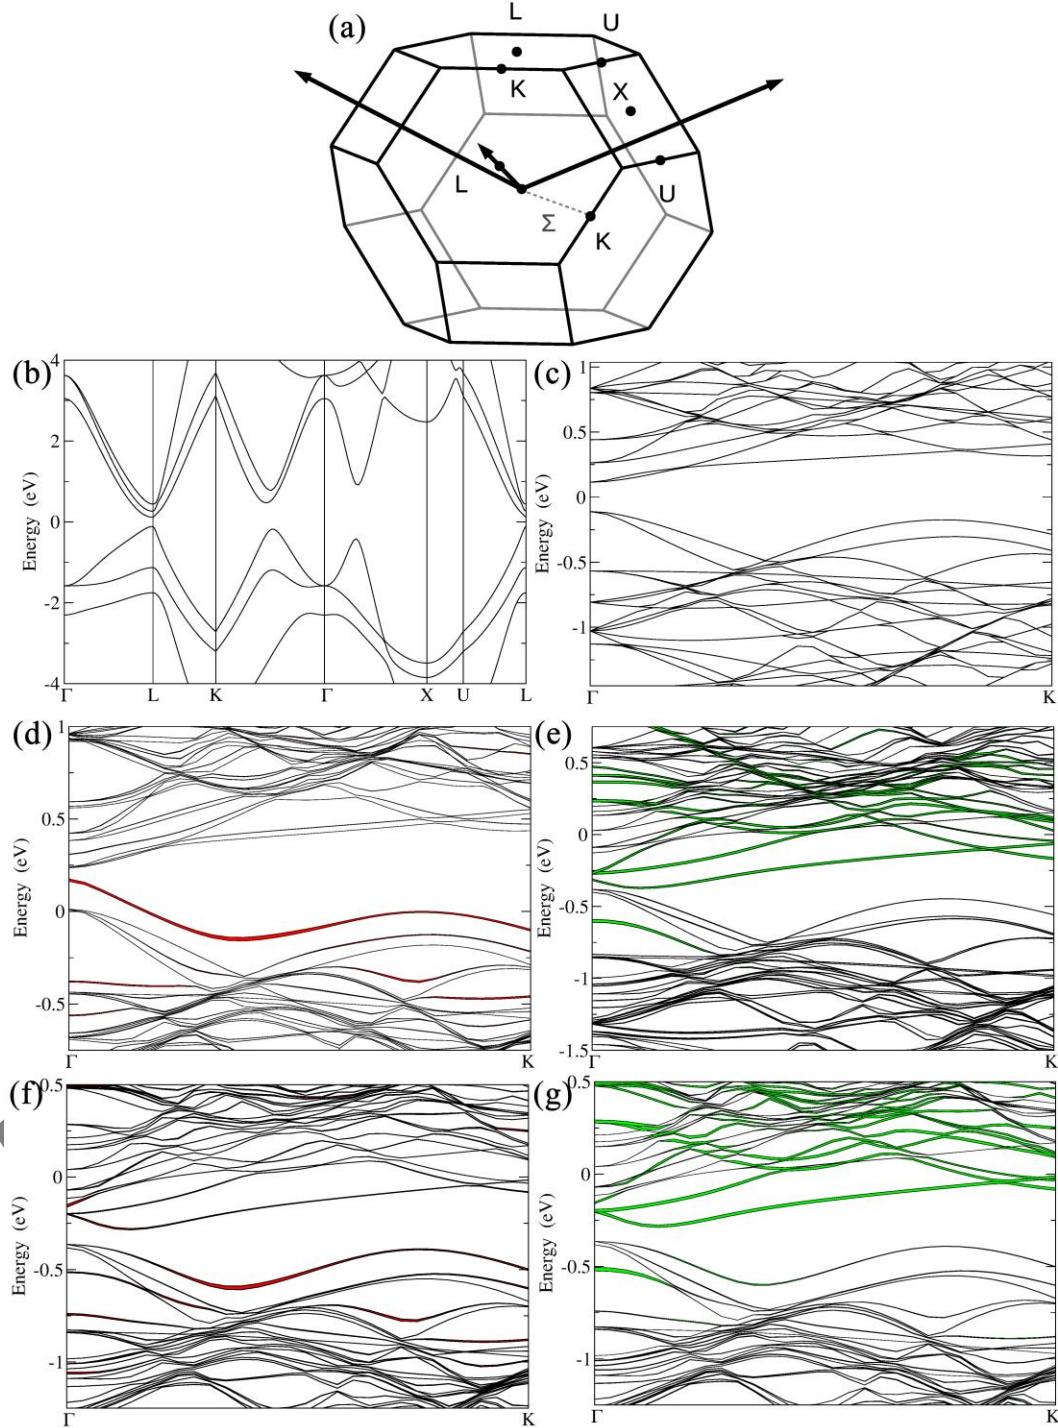 (a)
L
U
K
X
L
U
Σ
K
(b)
4
2
0
-2
-4
Energy (eV)
Γ L K Γ X U L
(c)
1
0.5
0
-0.5
-1
Energy (eV)
Γ K
(d)
1
0.5
0
-0.5
Energy (eV)
Γ K
(e)
0.5
0
-0.5
-1
-1.5
Energy (eV)
Γ K
(f)
0.5
0
-0.5
-1
Energy (eV)
Γ K
(g)
0.5
0
-0.5
-1
Energy (eV)
Γ K